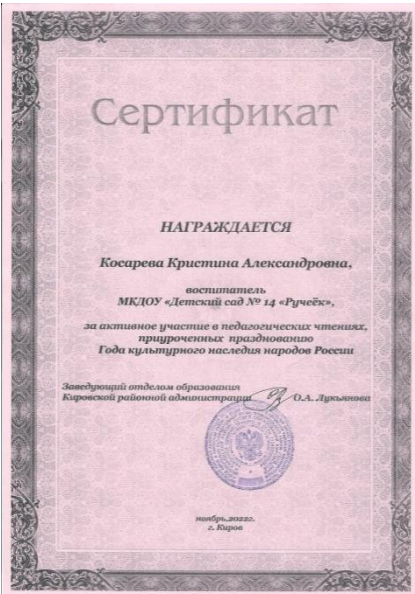 Сертификат
НАГРАЖДАЕТСЯ
Косарева Кристина Александровна,
воспитатель
МКДОУ «Детский сад № 14 «Ручеёк»,
за активное участие в педагогических чтениях,
приуроченных празднованию
Года культурного наследия народов России
Заведующий отделом образования
Кировской районной администрации О.А. Лукьянова
ноябрь,2022г.
г. Киров